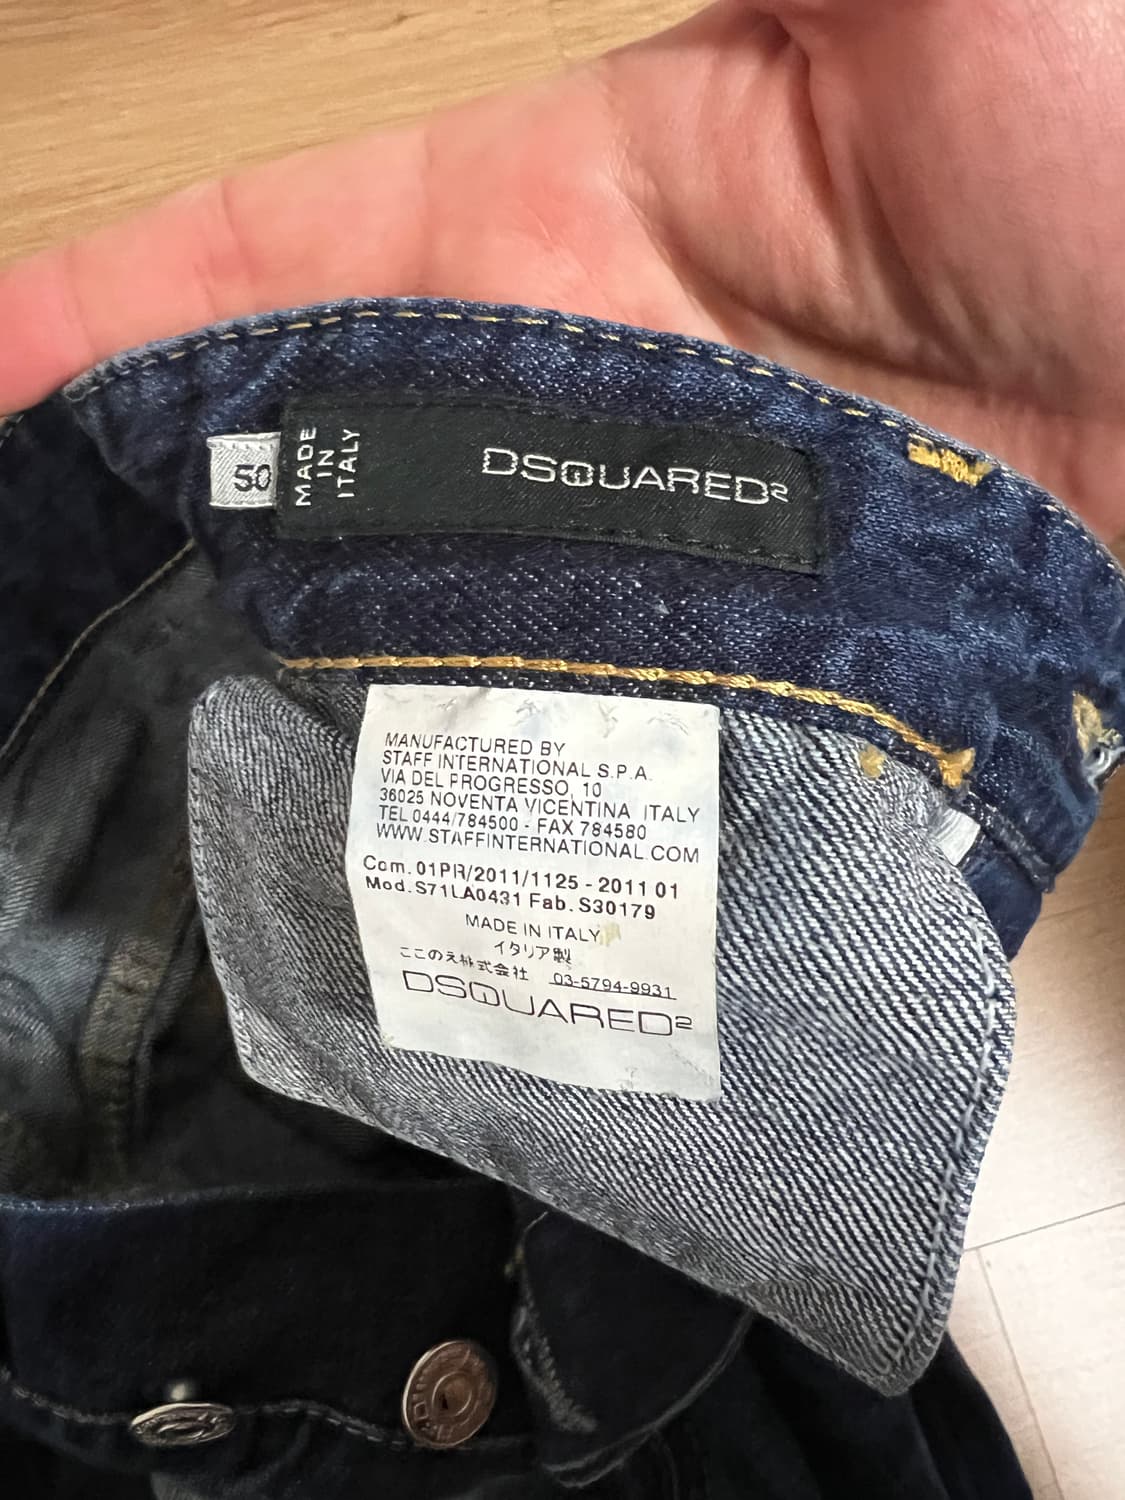 50
MADE
IN
ITALY
DSQUARED2
MANUFACTURED BY
STAFF INTERNATIONAL S.P.A.
VIA DEL PROGRESSO, 10
36025 NOVENTA VICENTINA ITALY
TEL 0444/784500 - FAX 784580
WWW.STAFFINTERNATIONAL.COM
Com. 01PR/2011/1125 - 2011 01
Mod. S71LA0431 Fab. S30179
MADE IN ITALY
イタリア製
ここのえ株式会社 03-5794-9931
DSQUARED2